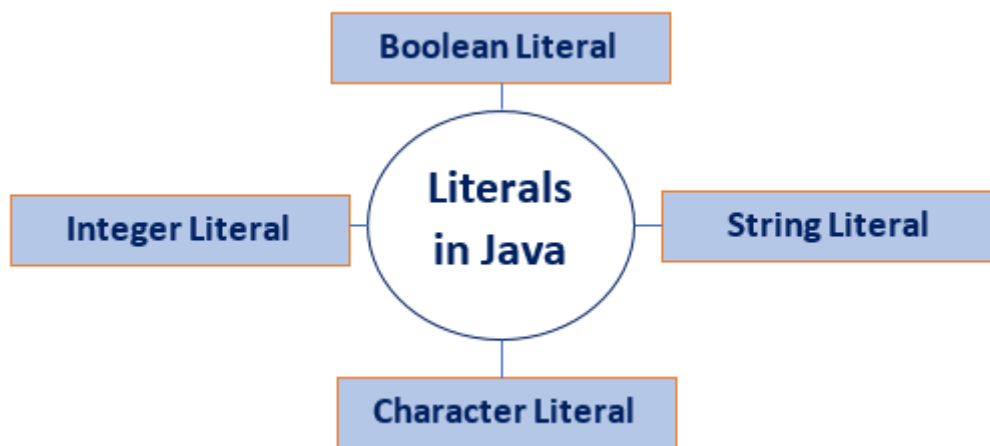 Boolean Literal
Literals
in Java
Integer Literal
String Literal
Character Literal